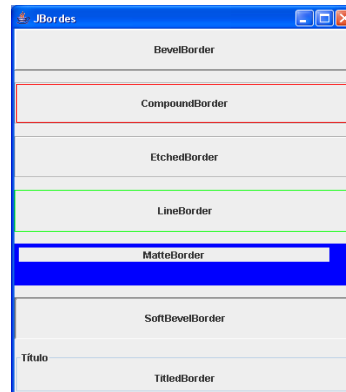 JBordes
BevelBorder
CompoundBorder
EtchedBorder
LineBorder
MatteBorder
SoftBevelBorder
Título
TitledBorder